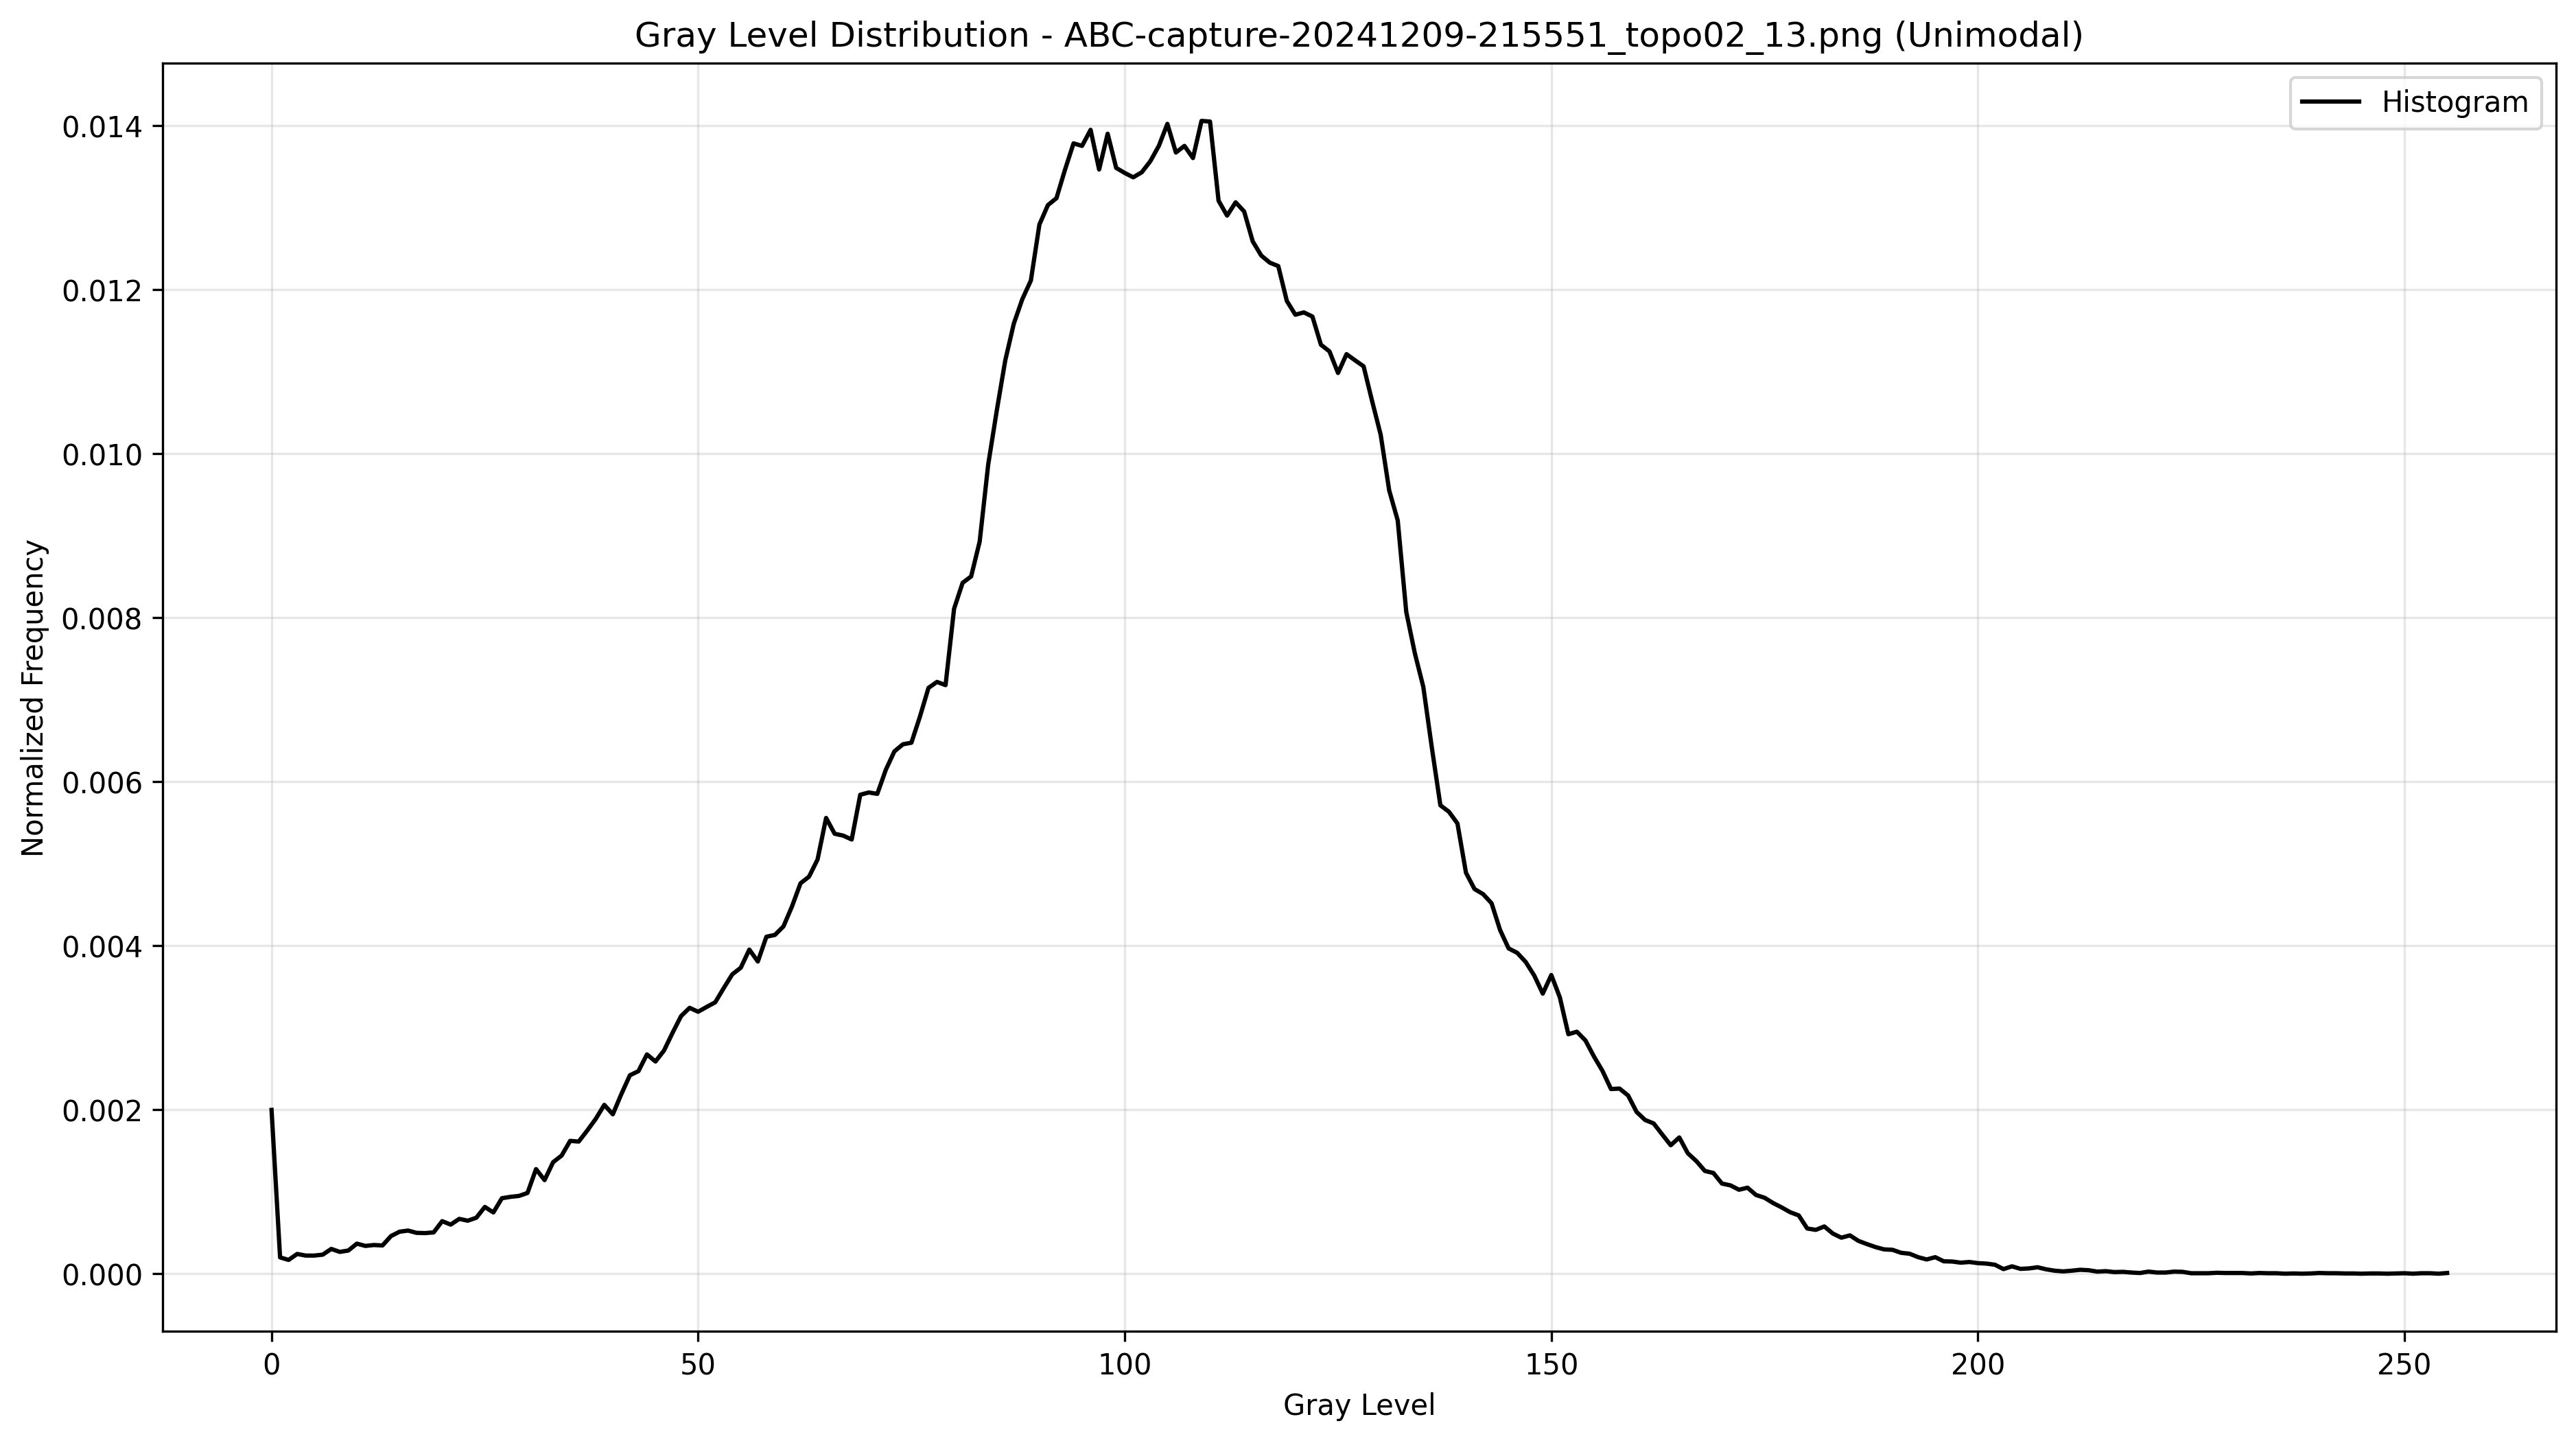 Gray Level Distribution - ABC-capture-20241209-215551_topo02_13.png (Unimodal)
Histogram
0.014
0.012
0.010
0.008
0.006
0.004
0.002
0.000
Normalized Frequency
0 50 100 150 200 250
Gray Level